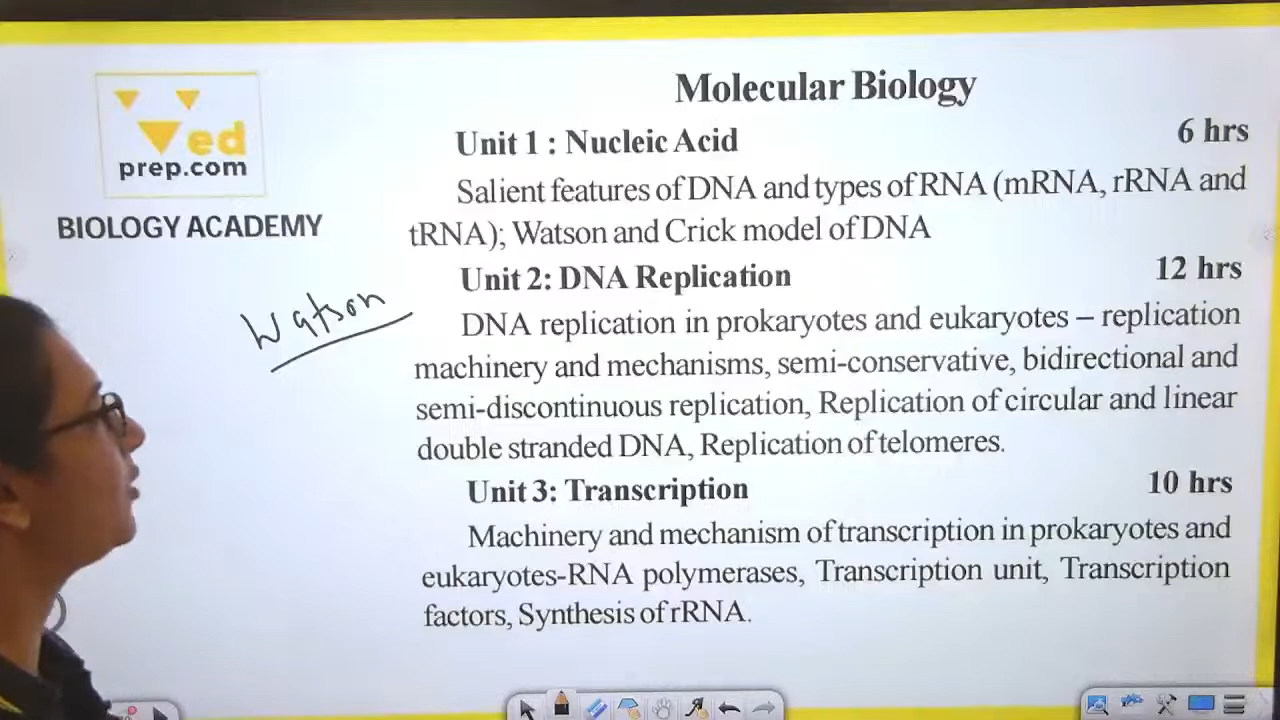 Molecular Biology
ed
prep.com
BIOLOGY ACADEMY
Unit 1 : Nucleic Acid 6 hrs
Salient features of DNA and types of RNA (mRNA, rRNA and
tRNA); Watson and Crick model of DNA
Unit 2: DNA Replication 12 hrs
Watson
DNA replication in prokaryotes and eukaryotes – replication
machinery and mechanisms, semi-conservative, bidirectional and
semi-discontinuous replication, Replication of circular and linear
double stranded DNA, Replication of telomeres.
Unit 3: Transcription 10 hrs
Machinery and mechanism of transcription in prokaryotes and
eukaryotes-RNA polymerases, Transcription unit, Transcription
factors, Synthesis of rRNA.